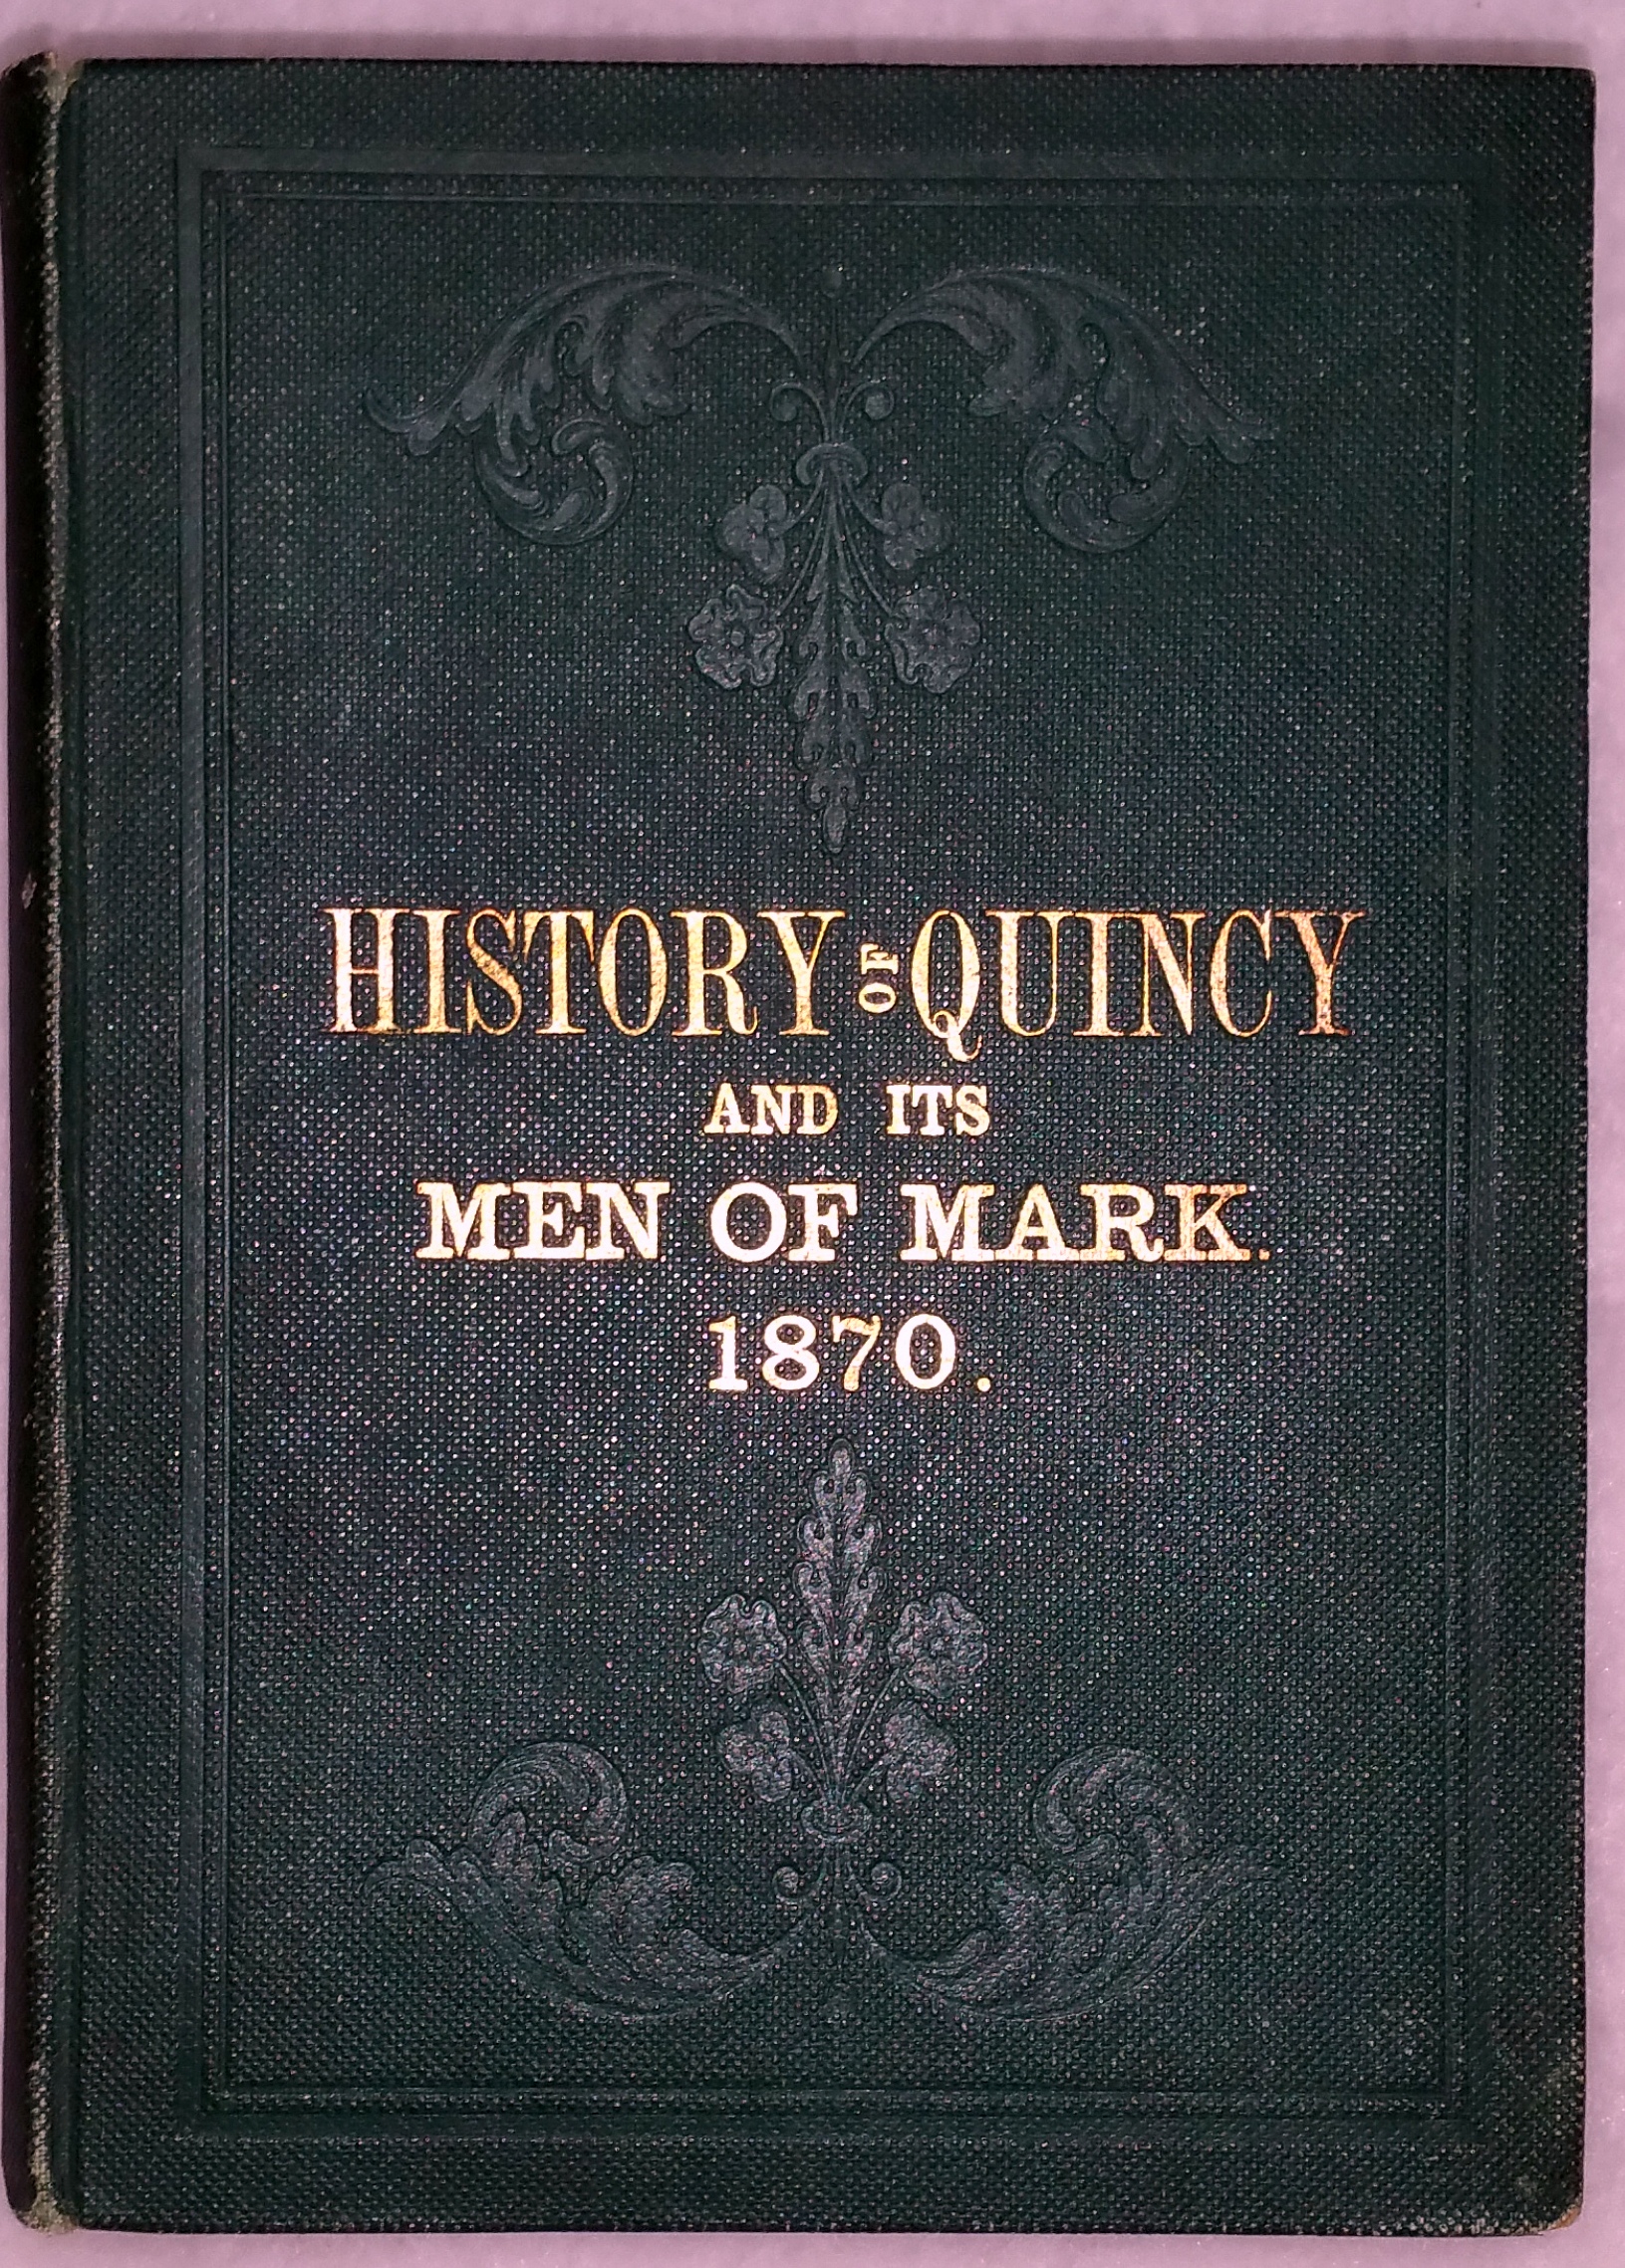 HISTORY OF QUINCY
AND ITS
MEN OF MARK.
1870.